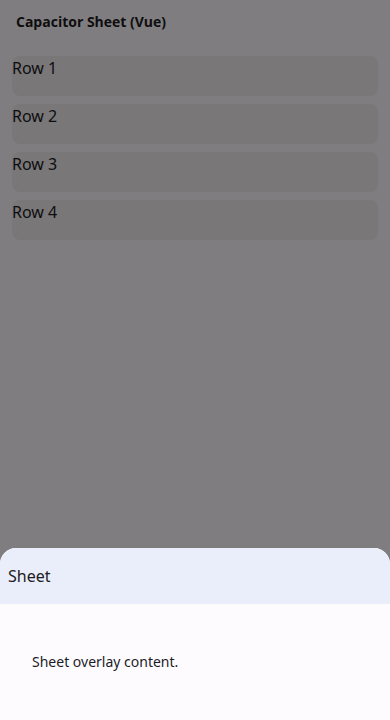 Capacitor Sheet (Vue)
Row 1
Row 2
Row 3
Row 4
Sheet
Sheet overlay content.